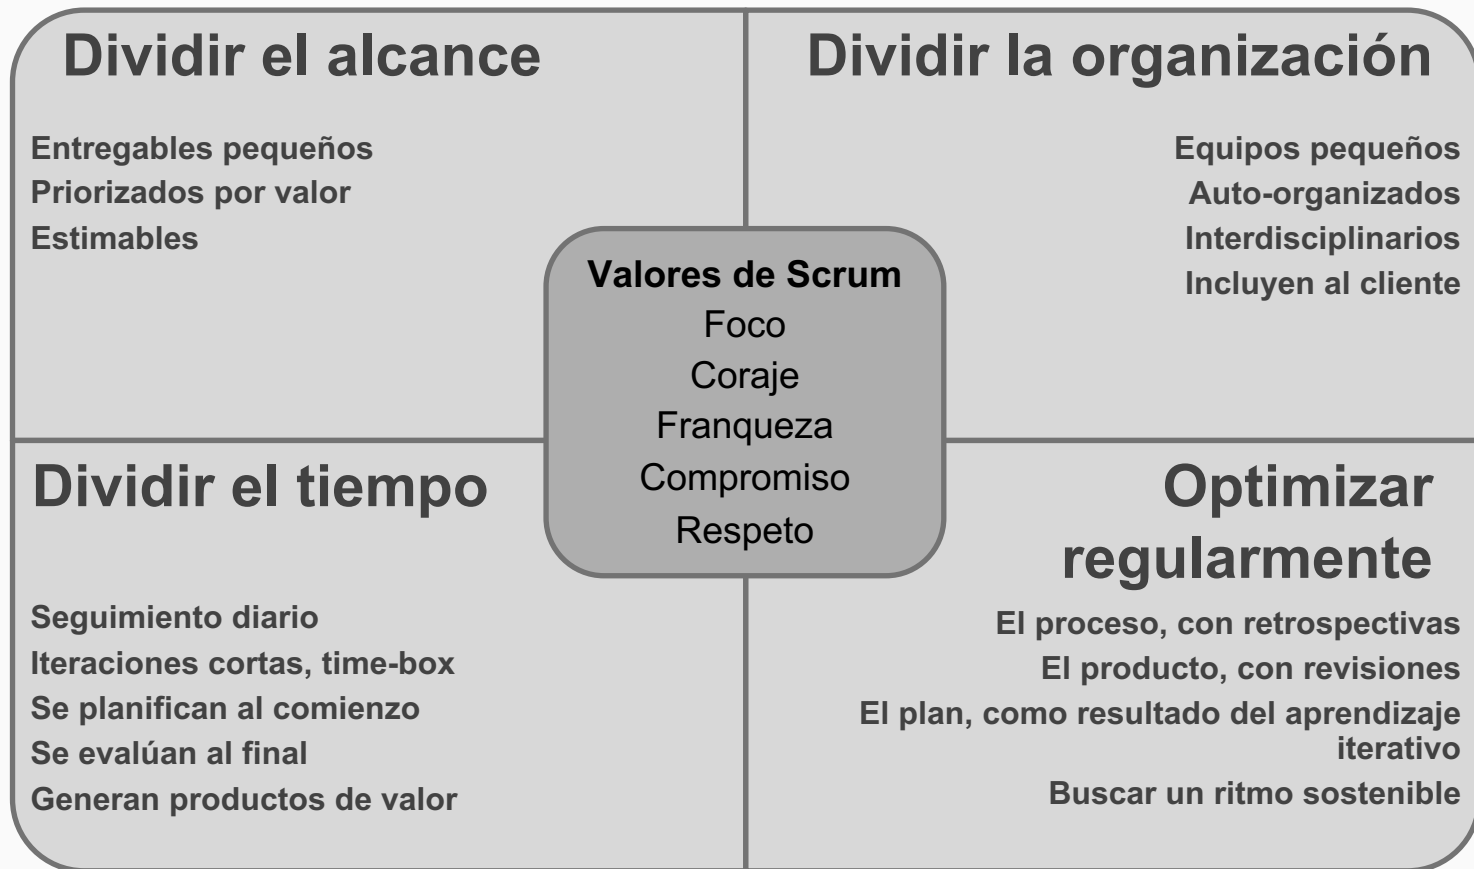 Dividir el alcance
Entregables pequeños
Priorizados por valor
Estimables
Dividir la organización
Equipos pequeños
Auto-organizados
Interdisciplinarios
Incluyen al cliente
Valores de Scrum
Foco
Coraje
Franqueza
Compromiso
Respeto
Dividir el tiempo
Seguimiento diario
Iteraciones cortas, time-box
Se planifican al comienzo
Se evalúan al final
Generan productos de valor
Optimizar
regularmente
El proceso, con retrospectivas
El producto, con revisiones
El plan, como resultado del aprendizaje
iterativo
Buscar un ritmo sostenible